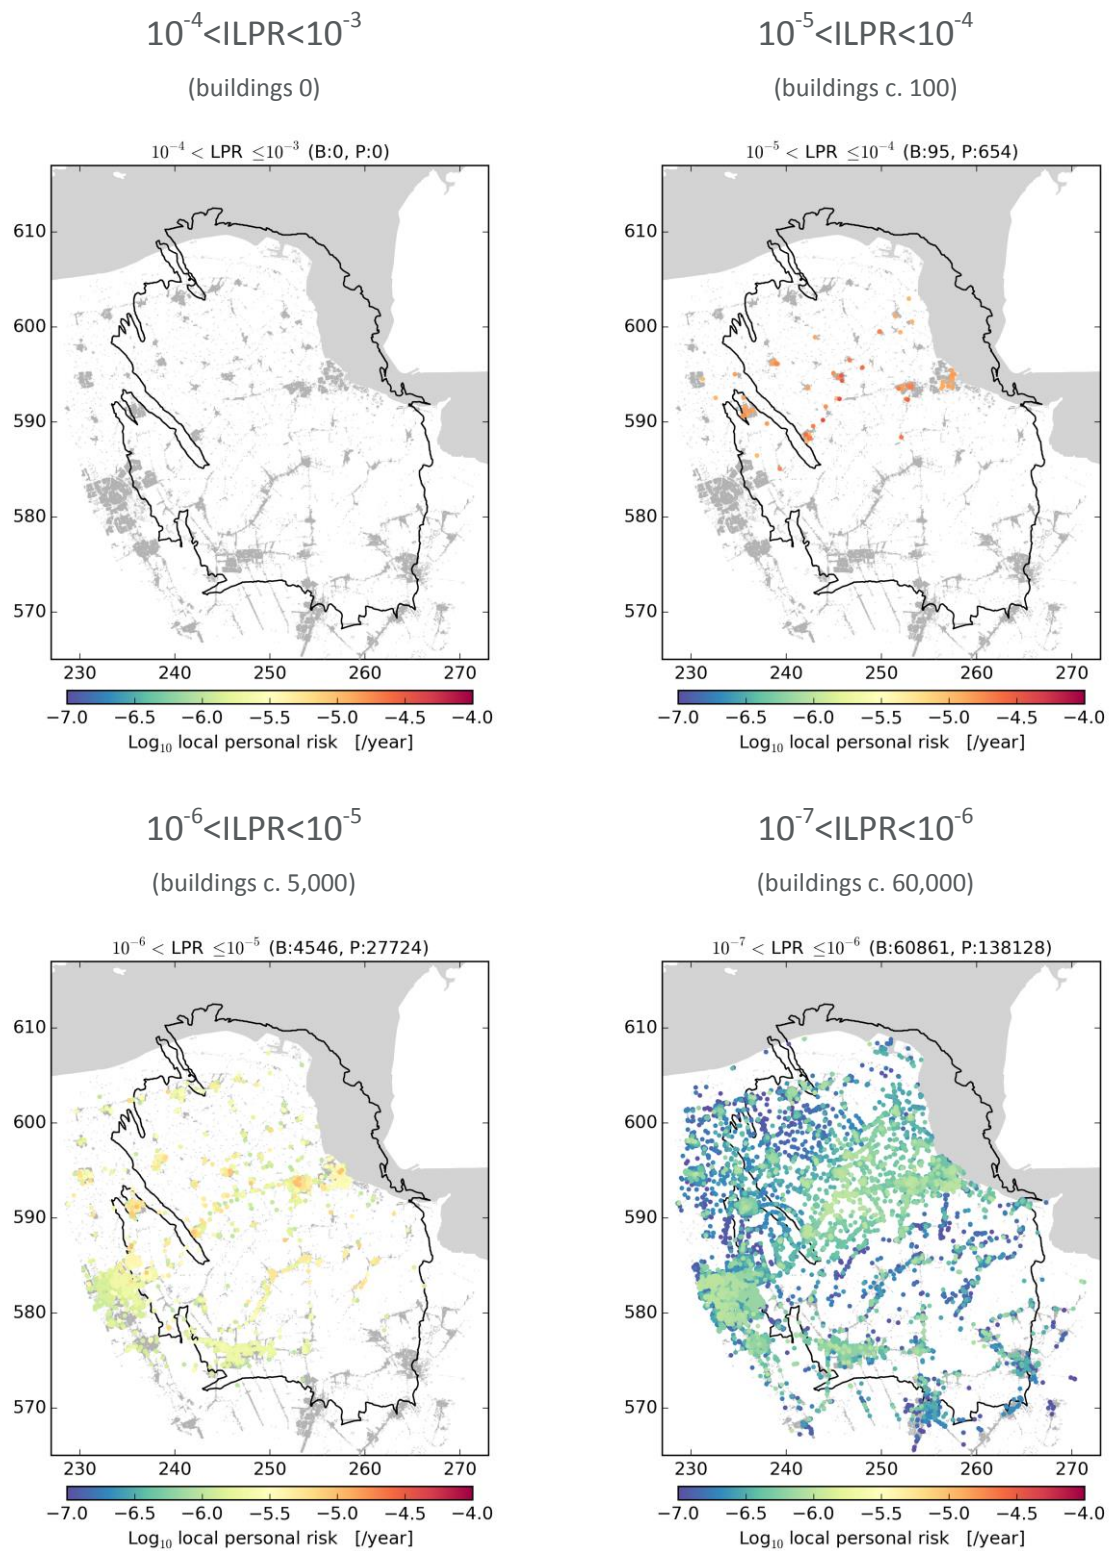 10⁻⁴<ILPR<10⁻³
(buildings 0)
10⁻⁴ < LPR ≤10⁻³ (B:0, P:0)
610
600
590
580
570
230 240 250 260 270
−7.0 −6.5 −6.0 −5.5 −5.0 −4.5 −4.0
Log₁₀ local personal risk [/year]
10⁻⁵<ILPR<10⁻⁴
(buildings c. 100)
10⁻⁵ < LPR ≤10⁻⁴ (B:95, P:654)
610
600
590
580
570
230 240 250 260 270
−7.0 −6.5 −6.0 −5.5 −5.0 −4.5 −4.0
Log₁₀ local personal risk [/year]
10⁻⁶<ILPR<10⁻⁵
(buildings c. 5,000)
10⁻⁶ < LPR ≤10⁻⁵ (B:4546, P:27724)
610
600
590
580
570
230 240 250 260 270
−7.0 −6.5 −6.0 −5.5 −5.0 −4.5 −4.0
Log₁₀ local personal risk [/year]
10⁻⁷<ILPR<10⁻⁶
(buildings c. 60,000)
10⁻⁷ < LPR ≤10⁻⁶ (B:60861, P:138128)
610
600
590
580
570
230 240 250 260 270
−7.0 −6.5 −6.0 −5.5 −5.0 −4.5 −4.0
Log₁₀ local personal risk [/year]